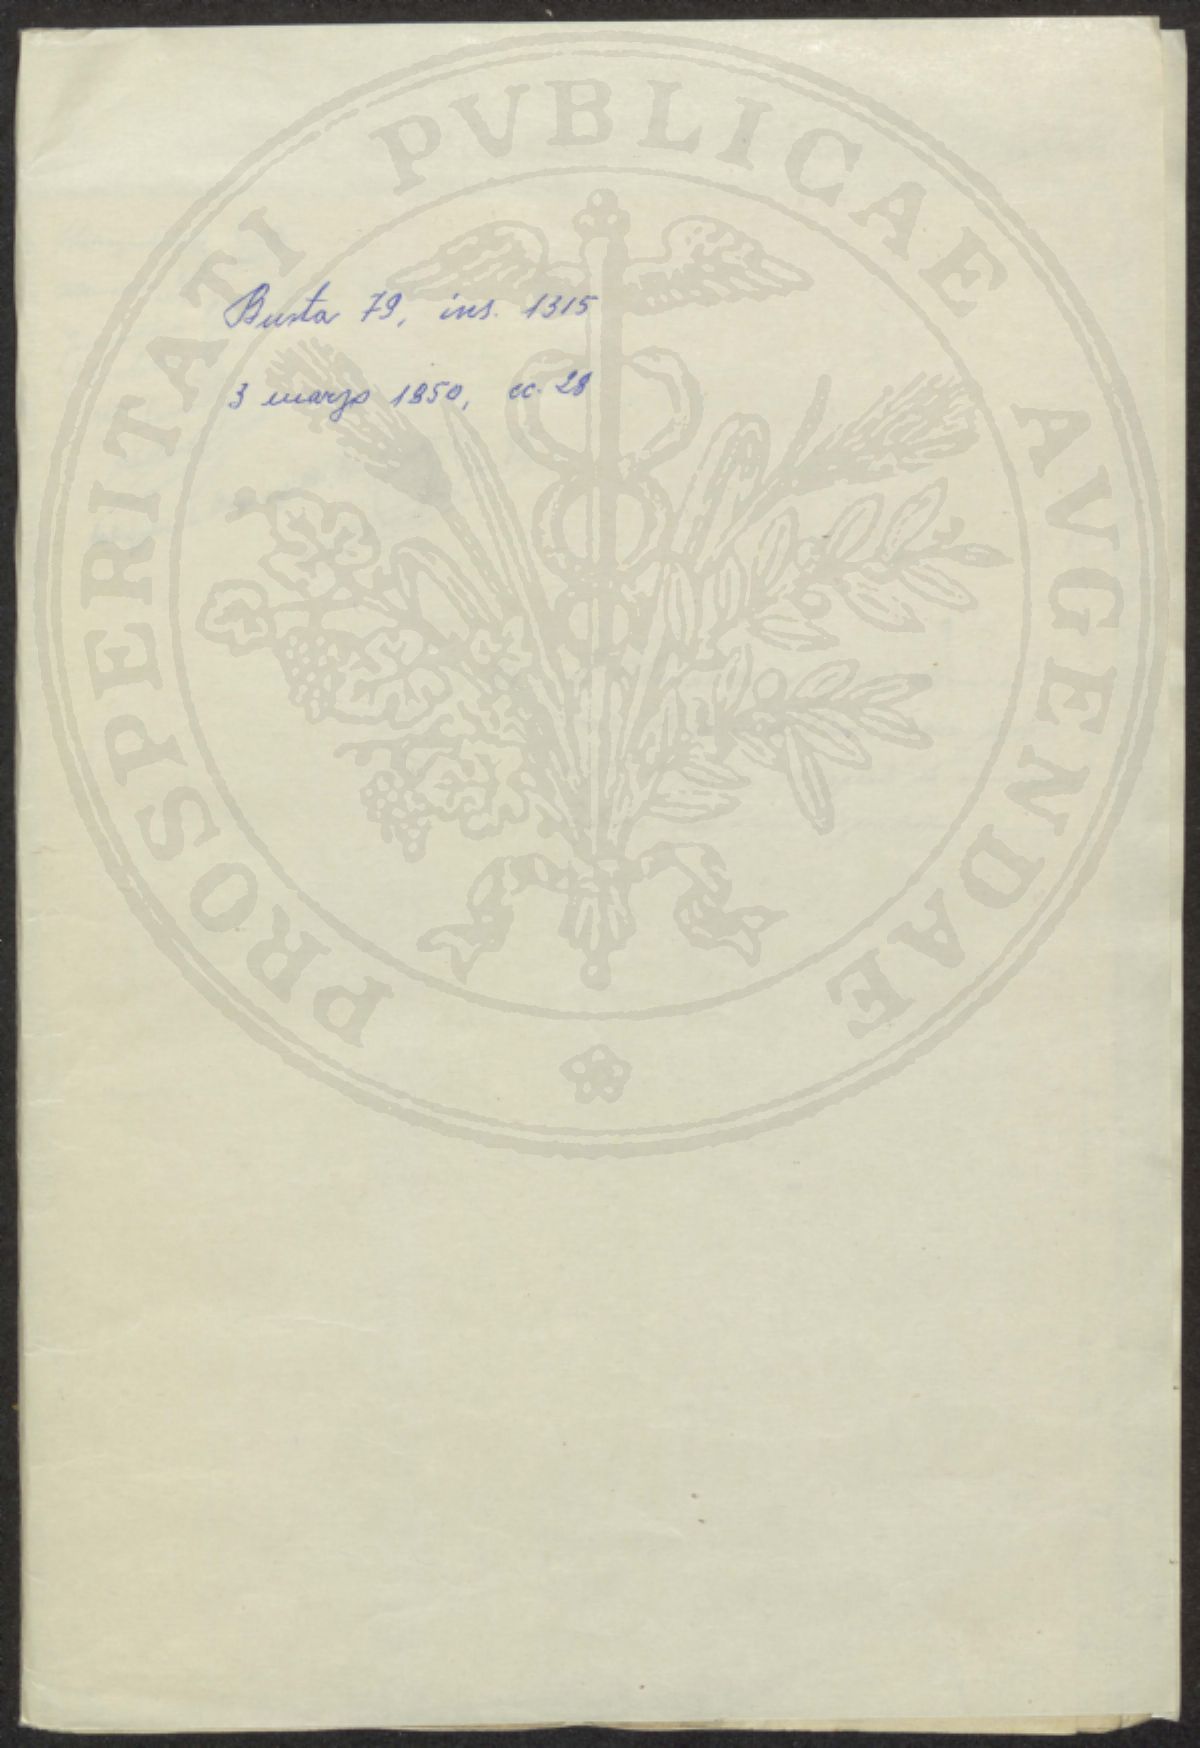 PROSPERITATI PVBLICAE AVGENDAE
Busta 79, ins. 1315
3 marzo 1850, cc. 28